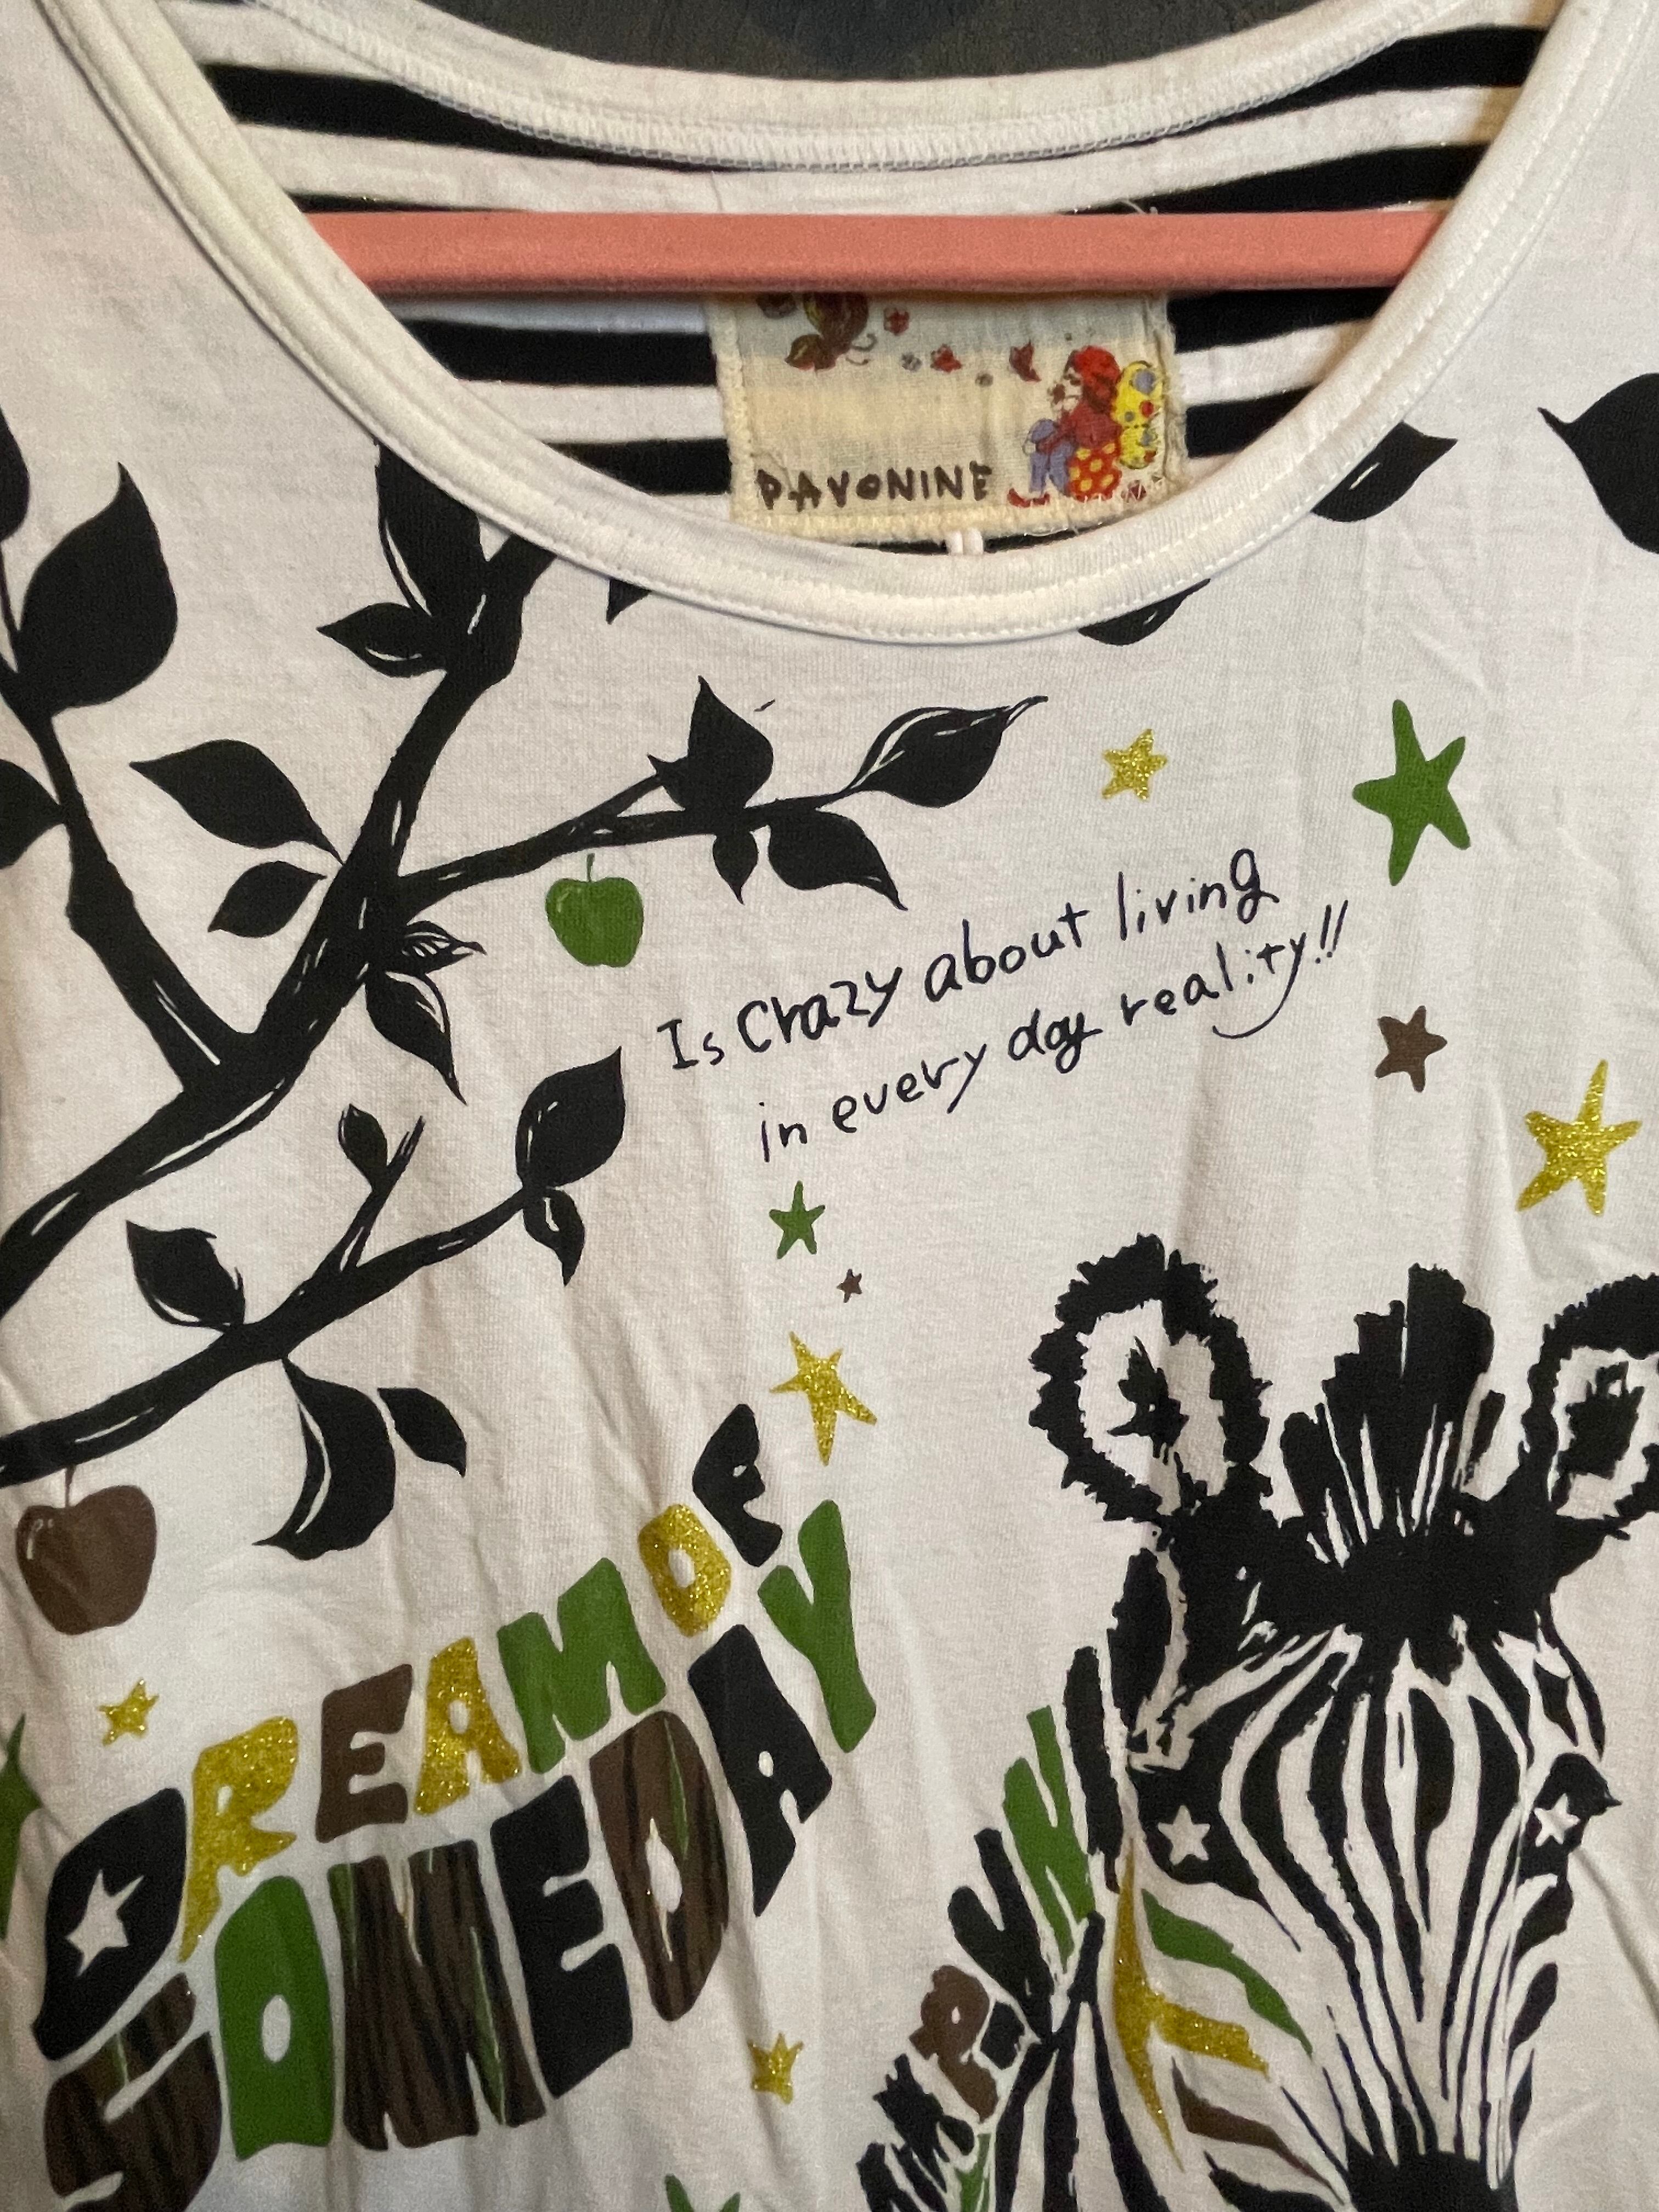 PAVONINE
Is Crazy about living
in every day reality!!
DREAM OF
SOMEDAY